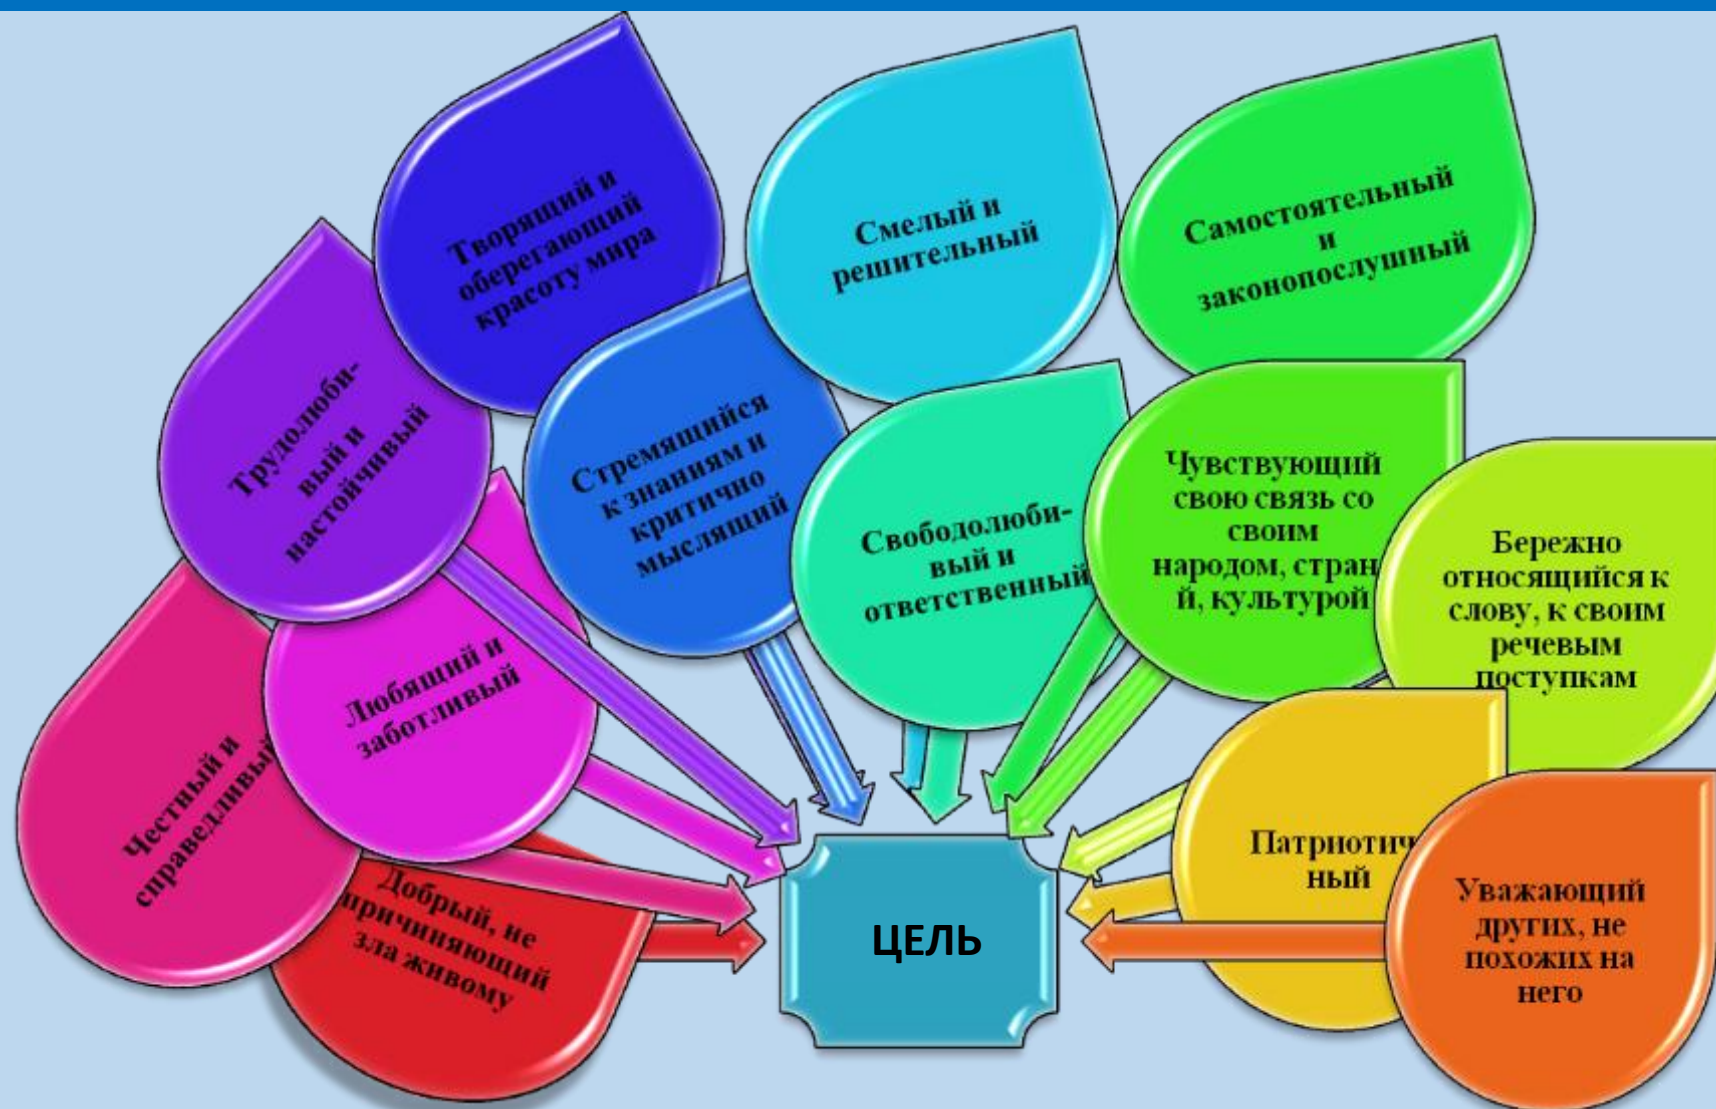 Творящий и
оберегающий
красоту мира
Смелый и
решительный
Самостоятельный
и
законопослушный
Трудолюби-
вый и
настойчивый
Стремящийся
к знаниям и
критично
мыслящий
Свободолюби-
вый и
ответственный
Чувствующий
свою связь со
своим
народом, стран
й, культурой
Бережно
относящийся к
слову, к своим
речевым
поступкам
Любящий и
заботливый
Честный и
справедливый
Добрый, не
причиняющий
зла живому
ЦЕЛЬ
Патриотич
ный
Уважающий
других, не
похожих на
него